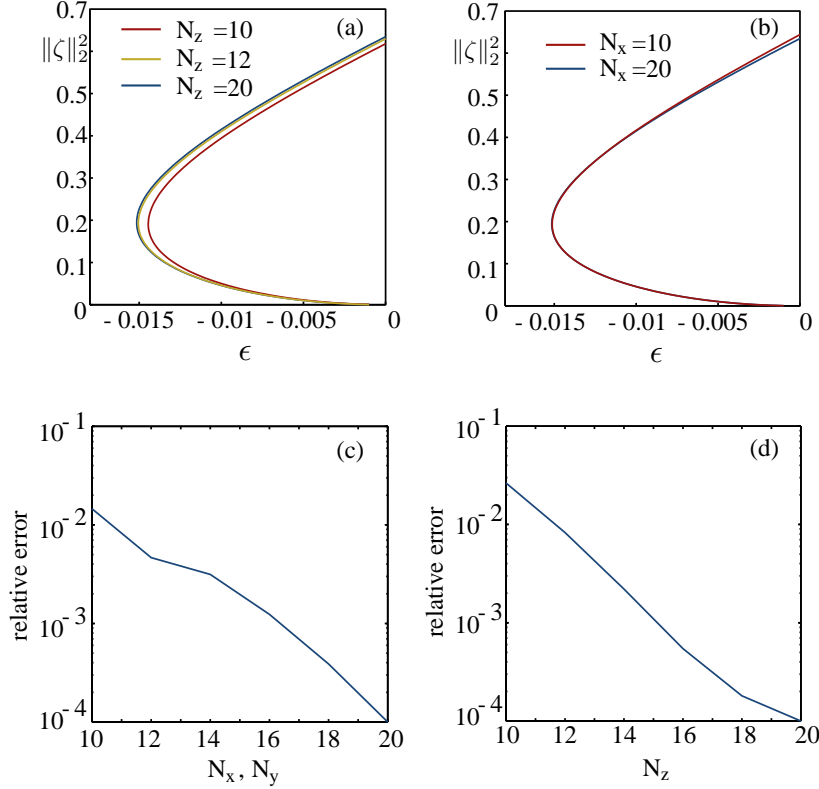 (a)
0.7
‖ζ‖₂²
0.6
0.5
0.4
0.3
0.2
0.1
0
N_z =10
N_z =12
N_z =20
- 0.015
- 0.01
- 0.005
0
ϵ
(b)
0.7
‖ζ‖₂²
0.6
0.5
0.4
0.3
0.2
0.1
0
N_x =10
N_x =20
- 0.015
- 0.01
- 0.005
0
ϵ
(c)
relative error
10⁻¹
10⁻²
10⁻³
10⁻⁴
10 12 14 16 18 20
N_x , N_y
(d)
relative error
10⁻¹
10⁻²
10⁻³
10⁻⁴
10 12 14 16 18 20
N_z